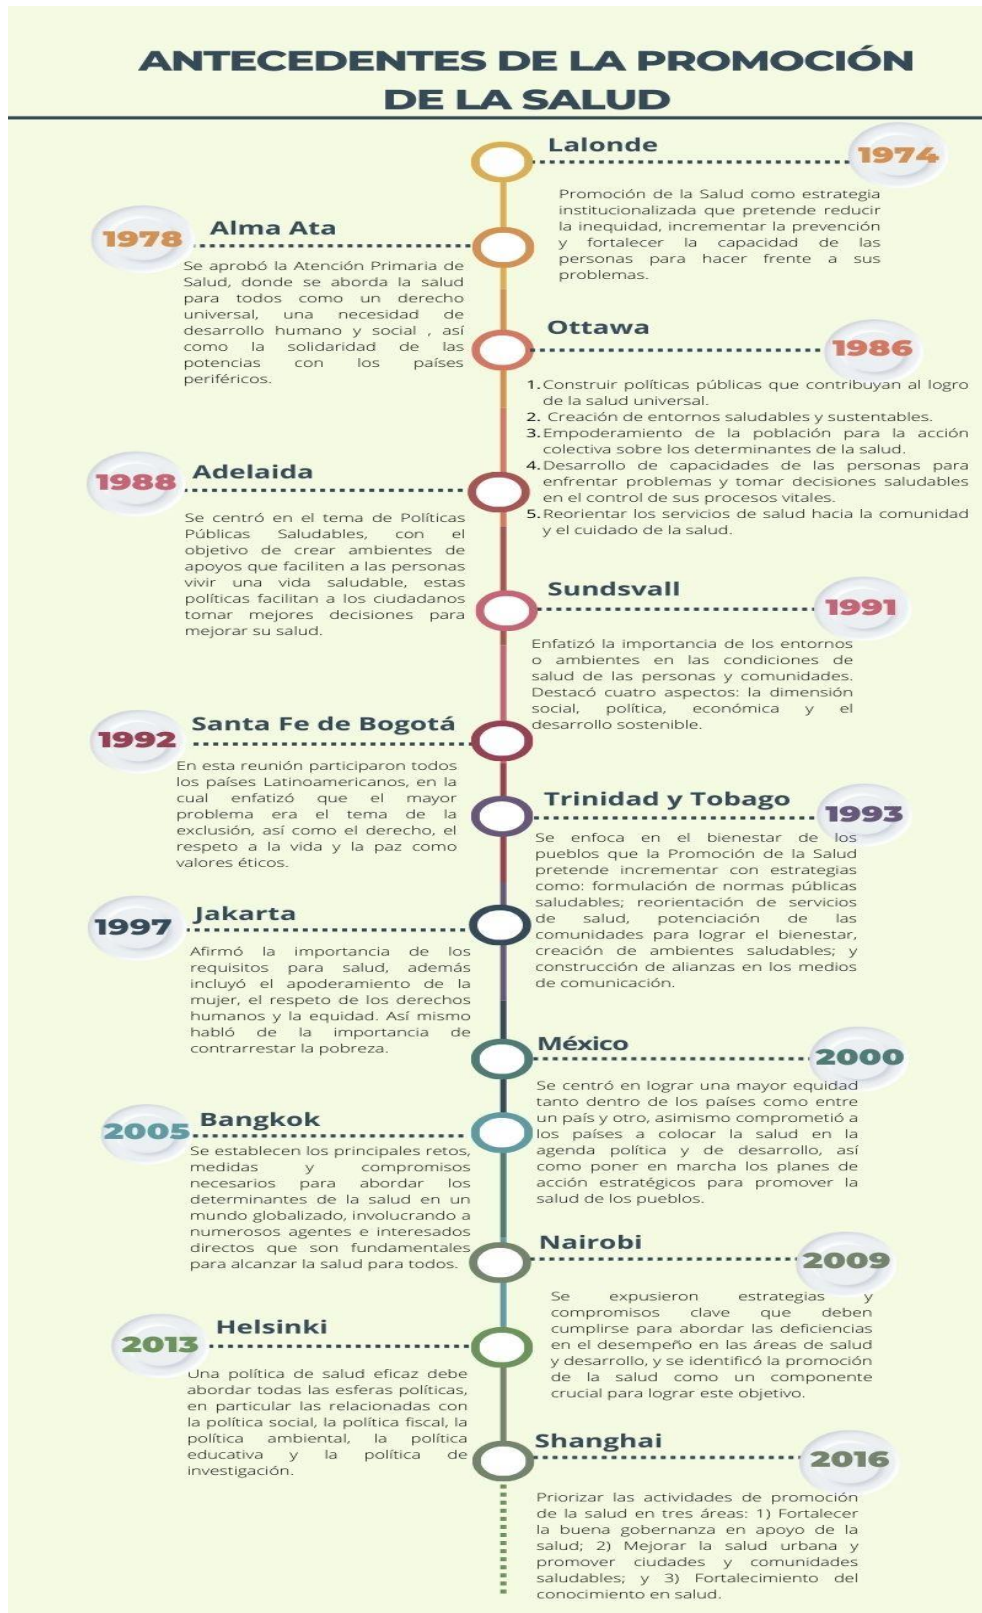 ANTECEDENTES DE LA PROMOCIÓN
DE LA SALUD
Lalonde
1974
Promoción de la Salud como estrategia
institucionalizada que pretende reducir
la inequidad, incrementar la prevención
y fortalecer la capacidad de las
personas para hacer frente a sus
problemas.
1978
Alma Ata
Se aprobó la Atención Primaria de
Salud, donde se aborda la salud
para todos como un derecho
universal, una necesidad de
desarrollo humano y social , así
como la solidaridad de las
potencias con los países
periféricos.
Ottawa
1986
1. Construir políticas públicas que contribuyan al logro
de la salud universal.
2. Creación de entornos saludables y sustentables.
3. Empoderamiento de la población para la acción
colectiva sobre los determinantes de la salud.
4. Desarrollo de capacidades de las personas para
enfrentar problemas y tomar decisiones saludables
en el control de sus procesos vitales.
5. Reorientar los servicios de salud hacia la comunidad
y el cuidado de la salud.
1988
Adelaida
Se centró en el tema de Políticas
Públicas Saludables, con el
objetivo de crear ambientes de
apoyos que faciliten a las personas
vivir una vida saludable, estas
políticas facilitan a los ciudadanos
tomar mejores decisiones para
mejorar su salud.
Sundsvall
1991
Enfatizó la importancia de los entornos
o ambientes en las condiciones de
salud de las personas y comunidades.
Destacó cuatro aspectos: la dimensión
social, política, económica y el
desarrollo sostenible.
1992
Santa Fe de Bogotá
En esta reunión participaron todos
los países Latinoamericanos, en la
cual enfatizó que el mayor
problema era el tema de la
exclusión, así como el derecho, el
respeto a la vida y la paz como
valores éticos.
Trinidad y Tobago
1993
Se enfoca en el bienestar de los
pueblos que la Promoción de la Salud
pretende incrementar con estrategias
como: formulación de normas públicas
saludables; reorientación de servicios
de salud, potenciación de las
comunidades para lograr el bienestar,
creación de ambientes saludables; y
construcción de alianzas en los medios
de comunicación.
1997
Jakarta
Afirmó la importancia de los
requisitos para salud, además
incluyó el apoderamiento de la
mujer, el respeto de los derechos
humanos y la equidad. Así mismo
habló de la importancia de
contrarrestar la pobreza.
México
2000
Se centró en lograr una mayor equidad
tanto dentro de los países como entre
un país y otro, asimismo comprometió a
los países a colocar la salud en la
agenda política y de desarrollo, así
como poner en marcha los planes de
acción estratégicos para promover la
salud de los pueblos.
2005
Bangkok
Se establecen los principales retos,
medidas y compromisos
necesarios para abordar los
determinantes de la salud en un
mundo globalizado, involucrando a
numerosos agentes e interesados
directos que son fundamentales
para alcanzar la salud para todos.
Nairobi
2009
Se expusieron estrategias y
compromisos clave que deben
cumplirse para abordar las deficiencias
en el desempeño en las áreas de salud
y desarrollo, y se identificó la promoción
de la salud como un componente
crucial para lograr este objetivo.
2013
Helsinki
Una política de salud eficaz debe
abordar todas las esferas políticas,
en particular las relacionadas con
la política social, la política fiscal, la
política ambiental, la política
educativa y la política de
investigación.
Shanghai
2016
Priorizar las actividades de promoción
de la salud en tres áreas: 1) Fortalecer
la buena gobernanza en apoyo de la
salud; 2) Mejorar la salud urbana y
promover ciudades y comunidades
saludables; y 3) Fortalecimiento del
conocimiento en salud.